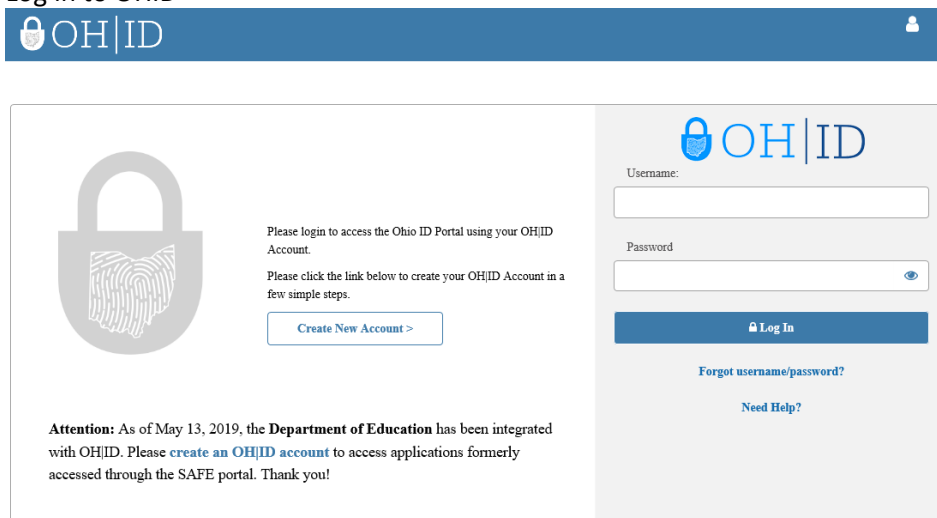 Log in to OHID
OH|ID
OH|ID
Username:
Please login to access the Ohio ID Portal using your OH|ID
Account.
Please click the link below to create your OH|ID Account in a
few simple steps.
Create New Account >
Password
Log In
Forgot username/password?
Need Help?
Attention: As of May 13, 2019, the Department of Education has been integrated
with OH|ID. Please create an OH|ID account to access applications formerly
accessed through the SAFE portal. Thank you!